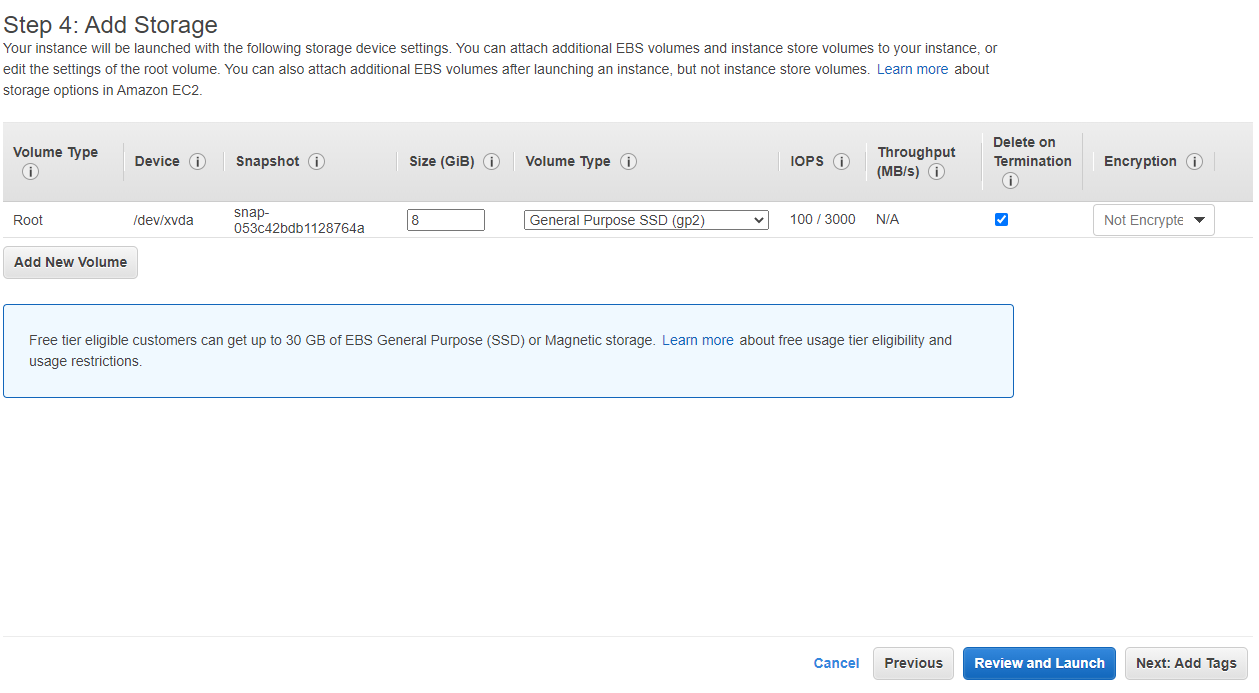 Step 4: Add Storage
Your instance will be launched with the following storage device settings. You can attach additional EBS volumes and instance store volumes to your instance, or
edit the settings of the root volume. You can also attach additional EBS volumes after launching an instance, but not instance store volumes. Learn more about
storage options in Amazon EC2.
Volume Type
Device
Snapshot
Size (GiB)
Volume Type
IOPS
Throughput
(MB/s)
Delete on
Termination
Encryption
Root
/dev/xvda
snap-
053c42bdb1128764a
8
General Purpose SSD (gp2)
100 / 3000
N/A
Not Encrypte
Add New Volume
Free tier eligible customers can get up to 30 GB of EBS General Purpose (SSD) or Magnetic storage. Learn more about free usage tier eligibility and
usage restrictions.
Cancel
Previous
Review and Launch
Next: Add Tags